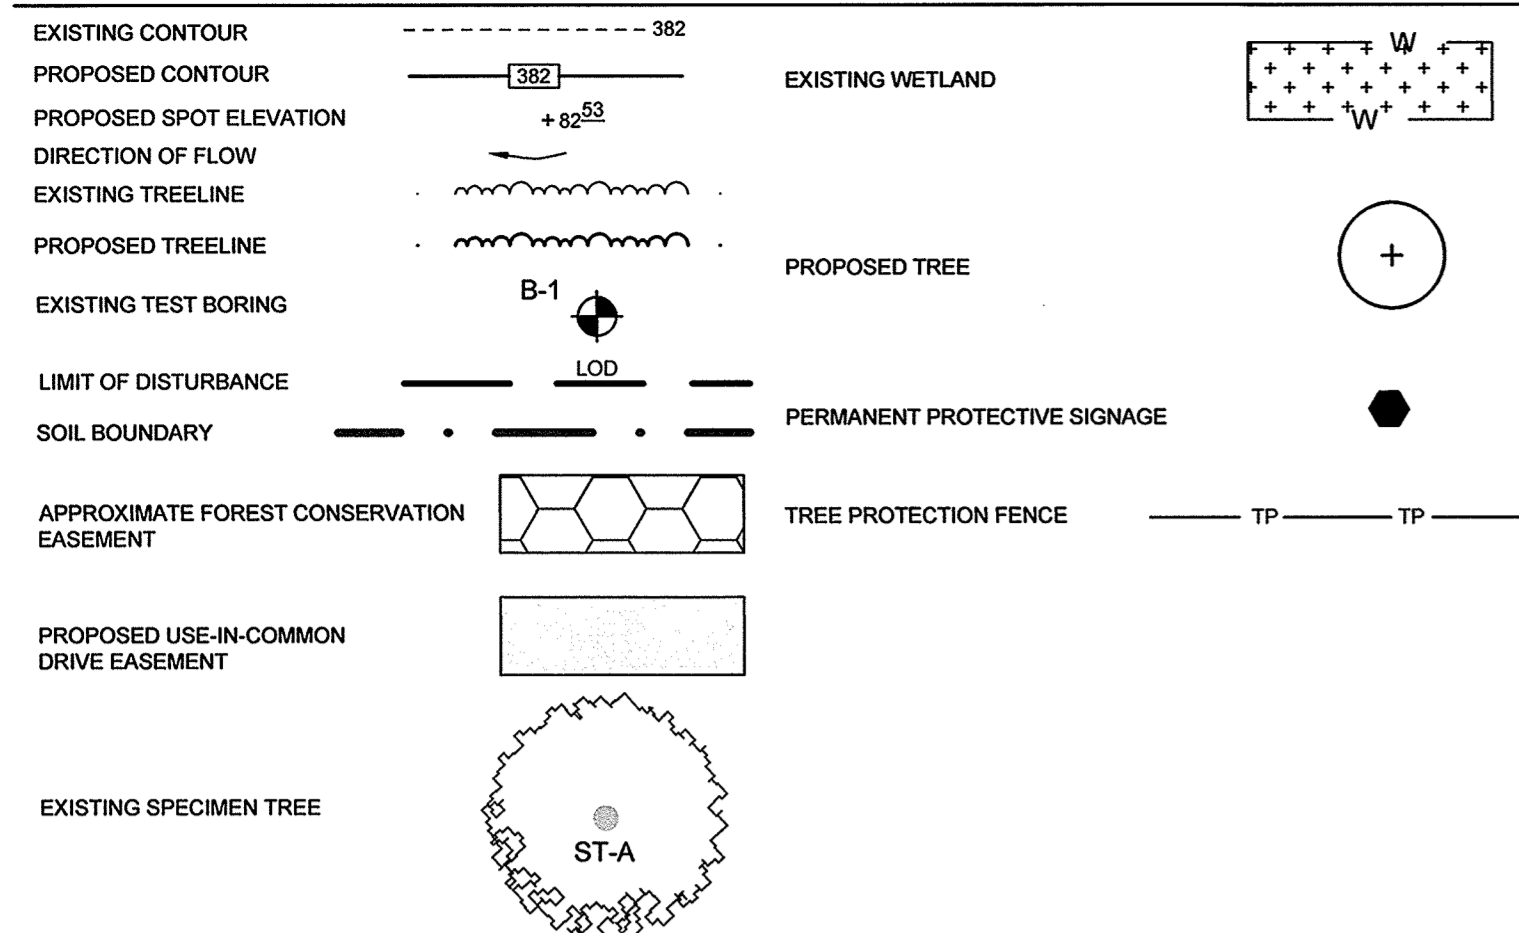 EXISTING CONTOUR 382
PROPOSED CONTOUR 382
PROPOSED SPOT ELEVATION + 82 53
DIRECTION OF FLOW
EXISTING TREELINE
PROPOSED TREELINE
EXISTING TEST BORING B-1
LIMIT OF DISTURBANCE LOD
SOIL BOUNDARY
APPROXIMATE FOREST CONSERVATION
EASEMENT
PROPOSED USE-IN-COMMON
DRIVE EASEMENT
EXISTING SPECIMEN TREE
ST-A
EXISTING WETLAND
W
W
PROPOSED TREE
PERMANENT PROTECTIVE SIGNAGE
TREE PROTECTION FENCE TP TP